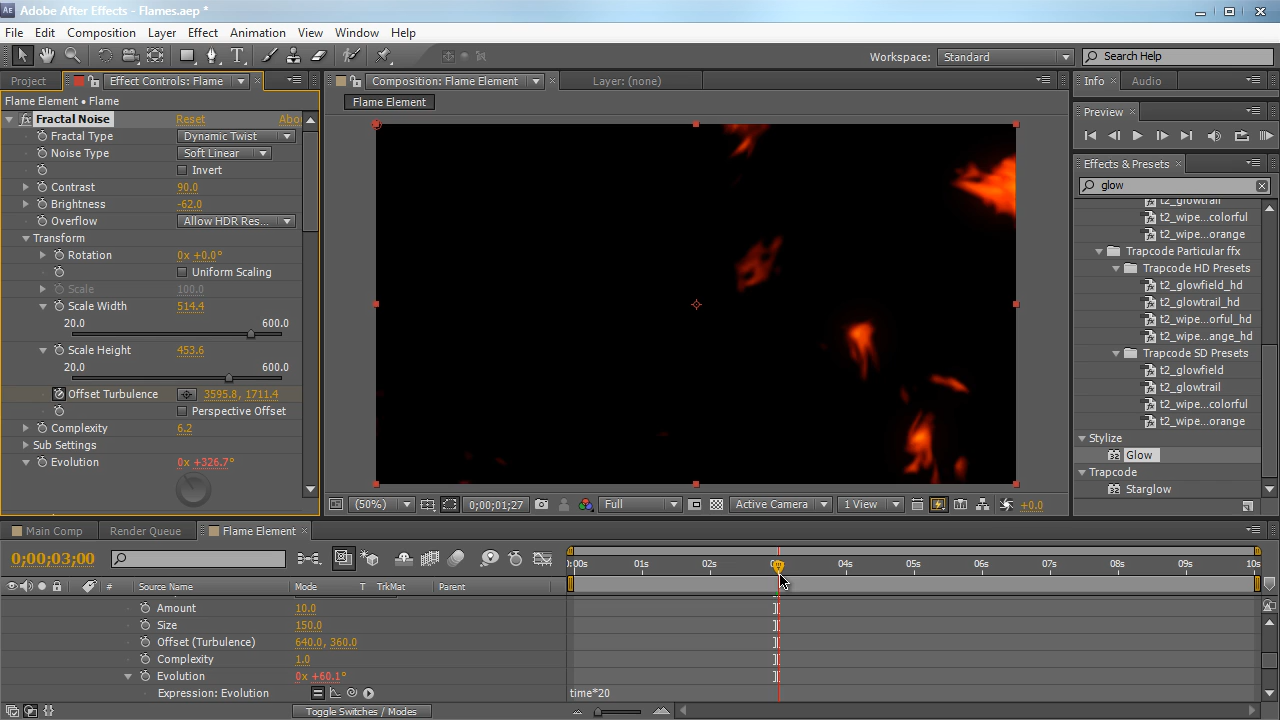 Adobe After Effects - Flames.aep *
File Edit Composition Layer Effect Animation View Window Help
Workspace: Standard Search Help
Project Effect Controls: Flame Composition: Flame Element Layer: (none) Info Audio
Flame Element • Flame
Flame Element
Preview
Fractal Noise Reset Abo
Fractal Type Dynamic Twist
Noise Type Soft Linear
Invert
Contrast 90.0
Brightness -62.0
Overflow Allow HDR Res...
Transform
Rotation 0x +0.0°
Uniform Scaling
Scale 100.0
Scale Width 514.4
20.0 600.0
Scale Height 453.6
20.0 600.0
Offset Turbulence 3595.8, 1711.4
Perspective Offset
Complexity 6.2
Sub Settings
Evolution 0x +326.7°
(50%) 0;00;01;27 Full Active Camera 1 View +0.0
Effects & Presets
glow
t2_glowtrail
t2_wipe...colorful
t2_wipe...orange
Trapcode Particular ffx
Trapcode HD Presets
t2_glowfield_hd
t2_glowtrail_hd
t2_wipe...orful_hd
t2_wipe...ange_hd
Trapcode SD Presets
t2_glowfield
t2_glowtrail
t2_wipe...colorful
t2_wipe...orange
Stylize
Glow
Trapcode
Starglow
Main Comp Render Queue Flame Element
0;00;03;00
):00s 01s 02s 04s 05s 06s 07s 08s 09s 10s
# Source Name Mode T TrkMat Parent
Amount 10.0
Size 150.0
Offset (Turbulence) 640.0, 360.0
Complexity 1.0
Evolution 0x +60.1°
Expression: Evolution time*20
Toggle Switches / Modes